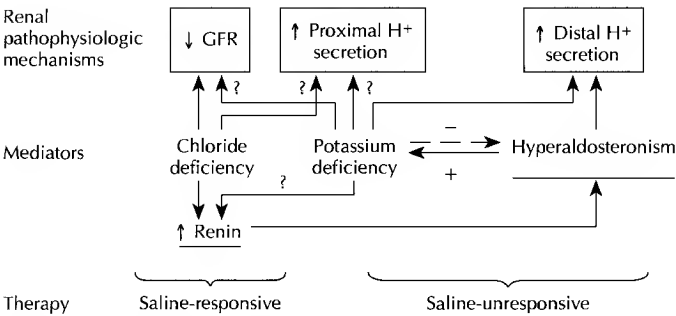 Renal
pathophysiologic
mechanisms
↓ GFR
↑ Proximal H+
secretion
↑ Distal H+
secretion
?
?
?
Mediators
Chloride
deficiency
Potassium
deficiency
−
+
Hyperaldosteronism
?
↑ Renin
Therapy
Saline-responsive
Saline-unresponsive